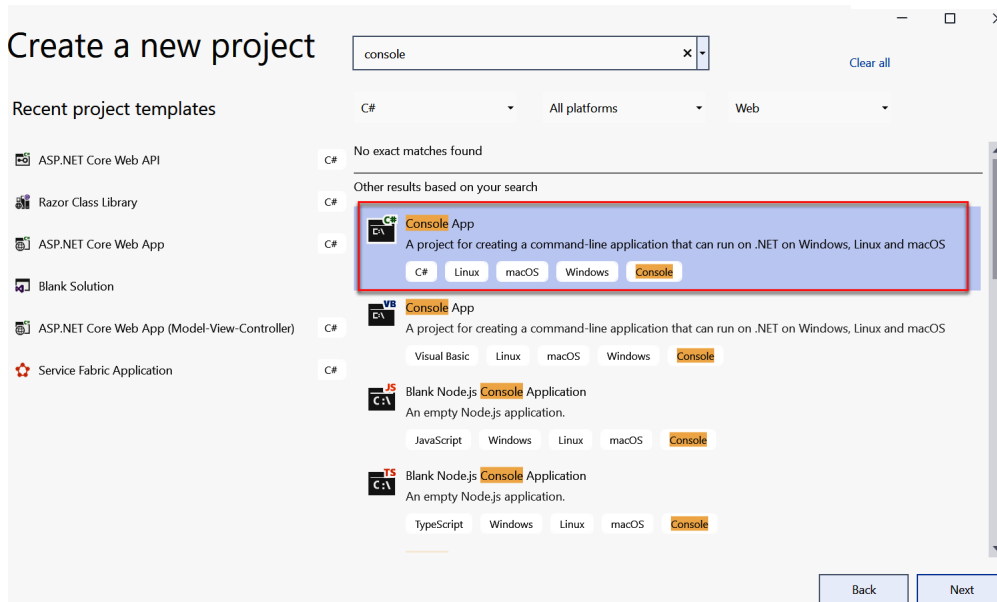 Create a new project
console
Clear all
Recent project templates
C#
All platforms
Web
ASP.NET Core Web API
C#
Razor Class Library
C#
ASP.NET Core Web App
C#
Blank Solution
ASP.NET Core Web App (Model-View-Controller)
C#
Service Fabric Application
C#
No exact matches found
Other results based on your search
C#
C:\
Console App
A project for creating a command-line application that can run on .NET on Windows, Linux and macOS
C# Linux macOS Windows Console
VB
C:\
Console App
A project for creating a command-line application that can run on .NET on Windows, Linux and macOS
Visual Basic Linux macOS Windows Console
JS
C:\
Blank Node.js Console Application
An empty Node.js application.
JavaScript Windows Linux macOS Console
TS
C:\
Blank Node.js Console Application
An empty Node.js application.
TypeScript Windows Linux macOS Console
Back
Next